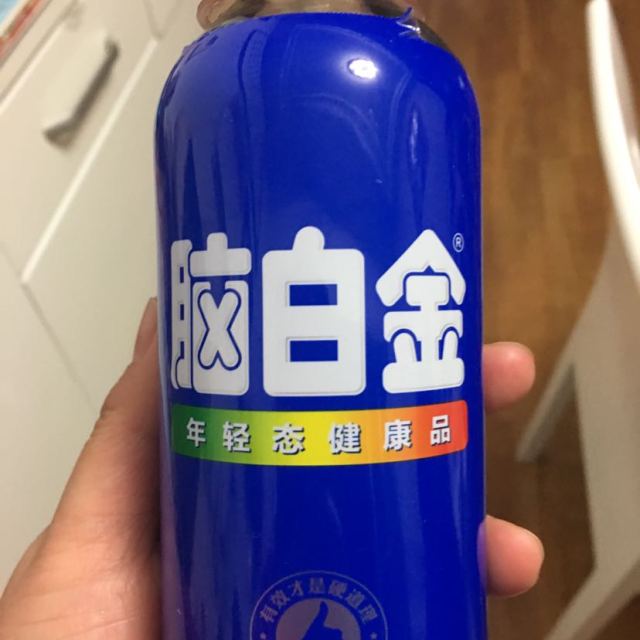 脑白金®
年轻态健康品
有效才是硬道理